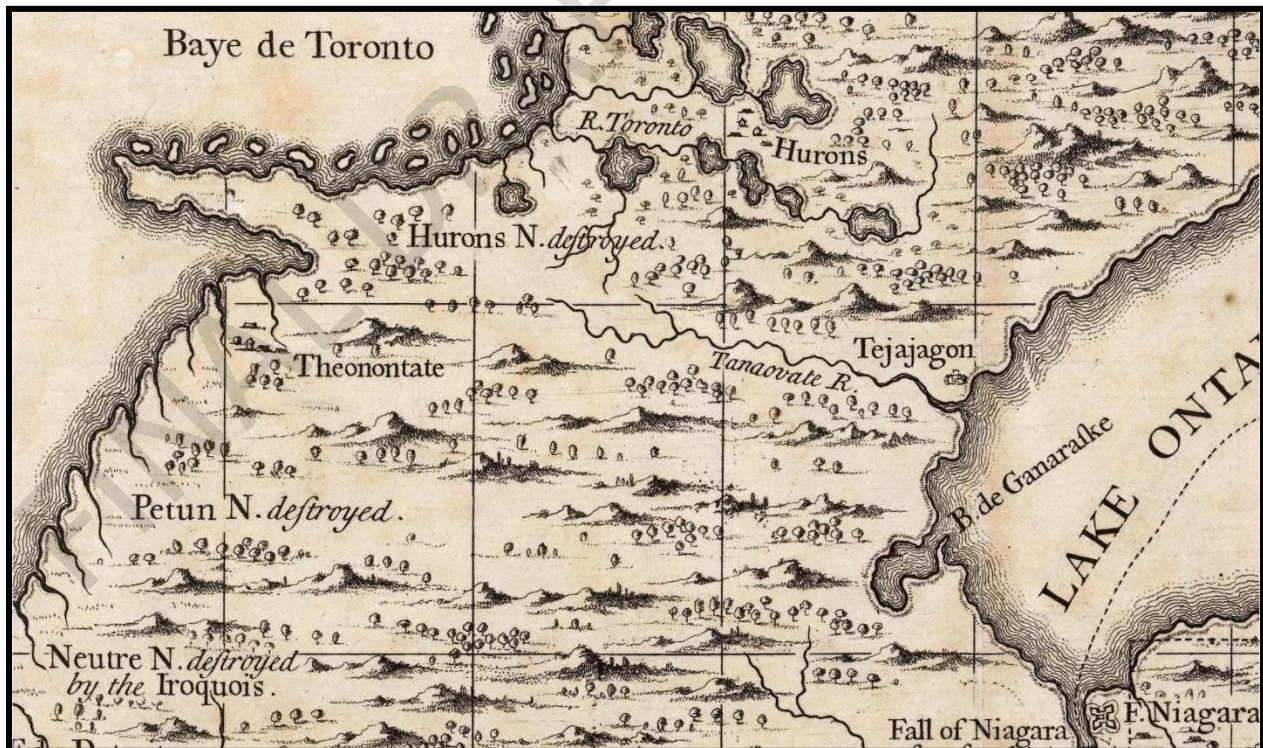 Baye de Toronto
R. Toronto
Hurons
Hurons N. deſtroyed.
Tejajagon
Theonontate
Tanaovate R.
Petun N. deſtroyed.
B. de Ganaraſke
LAKE ONTA
Neutre N. deſtroyed
by the Iroquois.
Fall of Niagara
F. Niagara